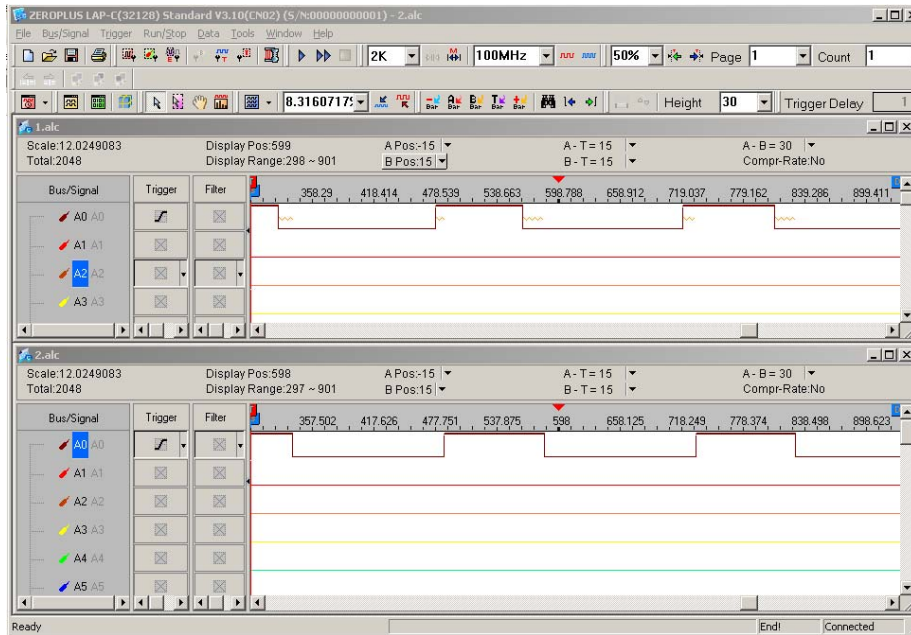 ZEROPLUS LAP-C(32128) Standard V3.10(CN02) (S/N:00000000001) - 2.alc
File Bus/Signal Trigger Run/Stop Data Tools Window Help
2K 100MHz 50% Page 1 Count 1
8.3160717 Bar Bar Bar Bar Bar Height 30 Trigger Delay 1
1.alc
Scale:12.0249083 Display Pos:599 A Pos:-15 A - T = 15 A - B = 30
Total:2048 Display Range:298 ~ 901 B Pos:15 B - T = 15 Compr-Rate:No
Bus/Signal Trigger Filter 358.29 418.414 478.539 538.663 598.788 658.912 719.037 779.162 839.286 899.411
A0 A0
A1 A1
A2 A2
A3 A3
2.alc
Scale:12.0249083 Display Pos:598 A Pos:-15 A - T = 15 A - B = 30
Total:2048 Display Range:297 ~ 901 B Pos:15 B - T = 15 Compr-Rate:No
Bus/Signal Trigger Filter 357.502 417.626 477.751 537.875 598 658.125 718.249 778.374 838.498 898.623
A0 A0
A1 A1
A2 A2
A3 A3
A4 A4
A5 A5
Ready End! Connected